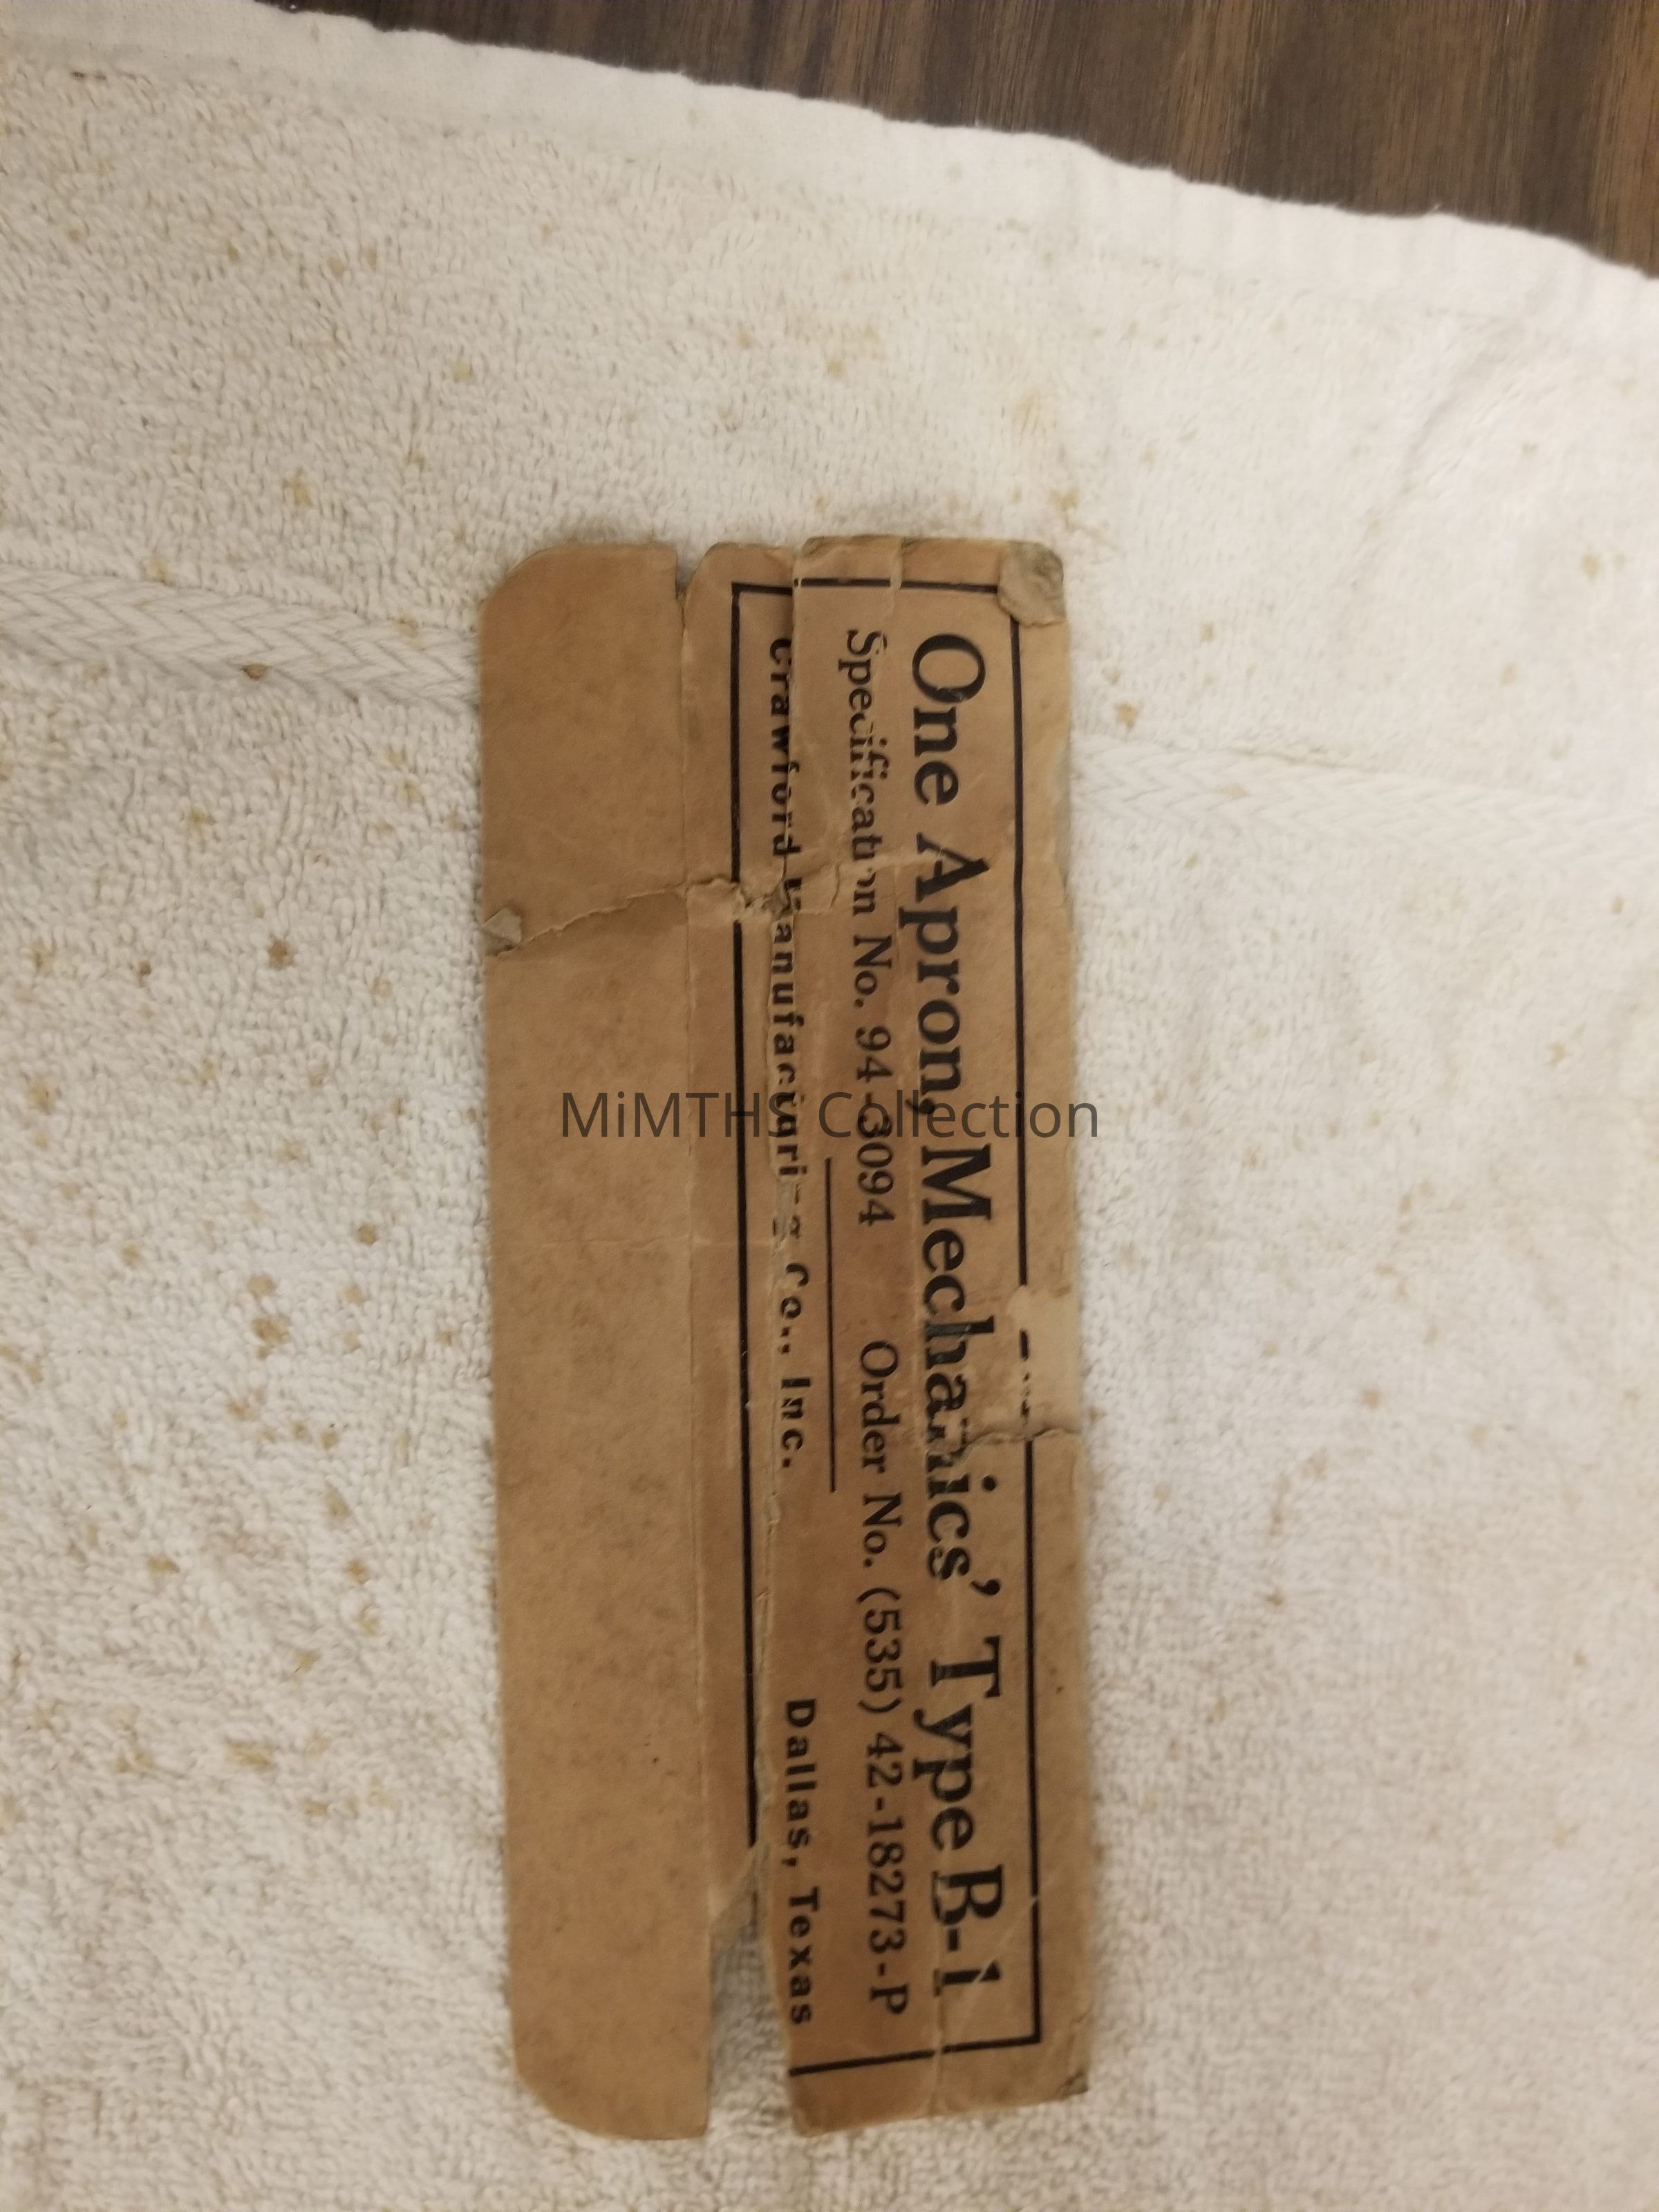 One Apron, Mechanics' Type B-1
Specification No. 94-3094 Order No. (535) 42-18273-P
Crawford Manufacturing Co., Inc. Dallas, Texas
MiMTHS Collection